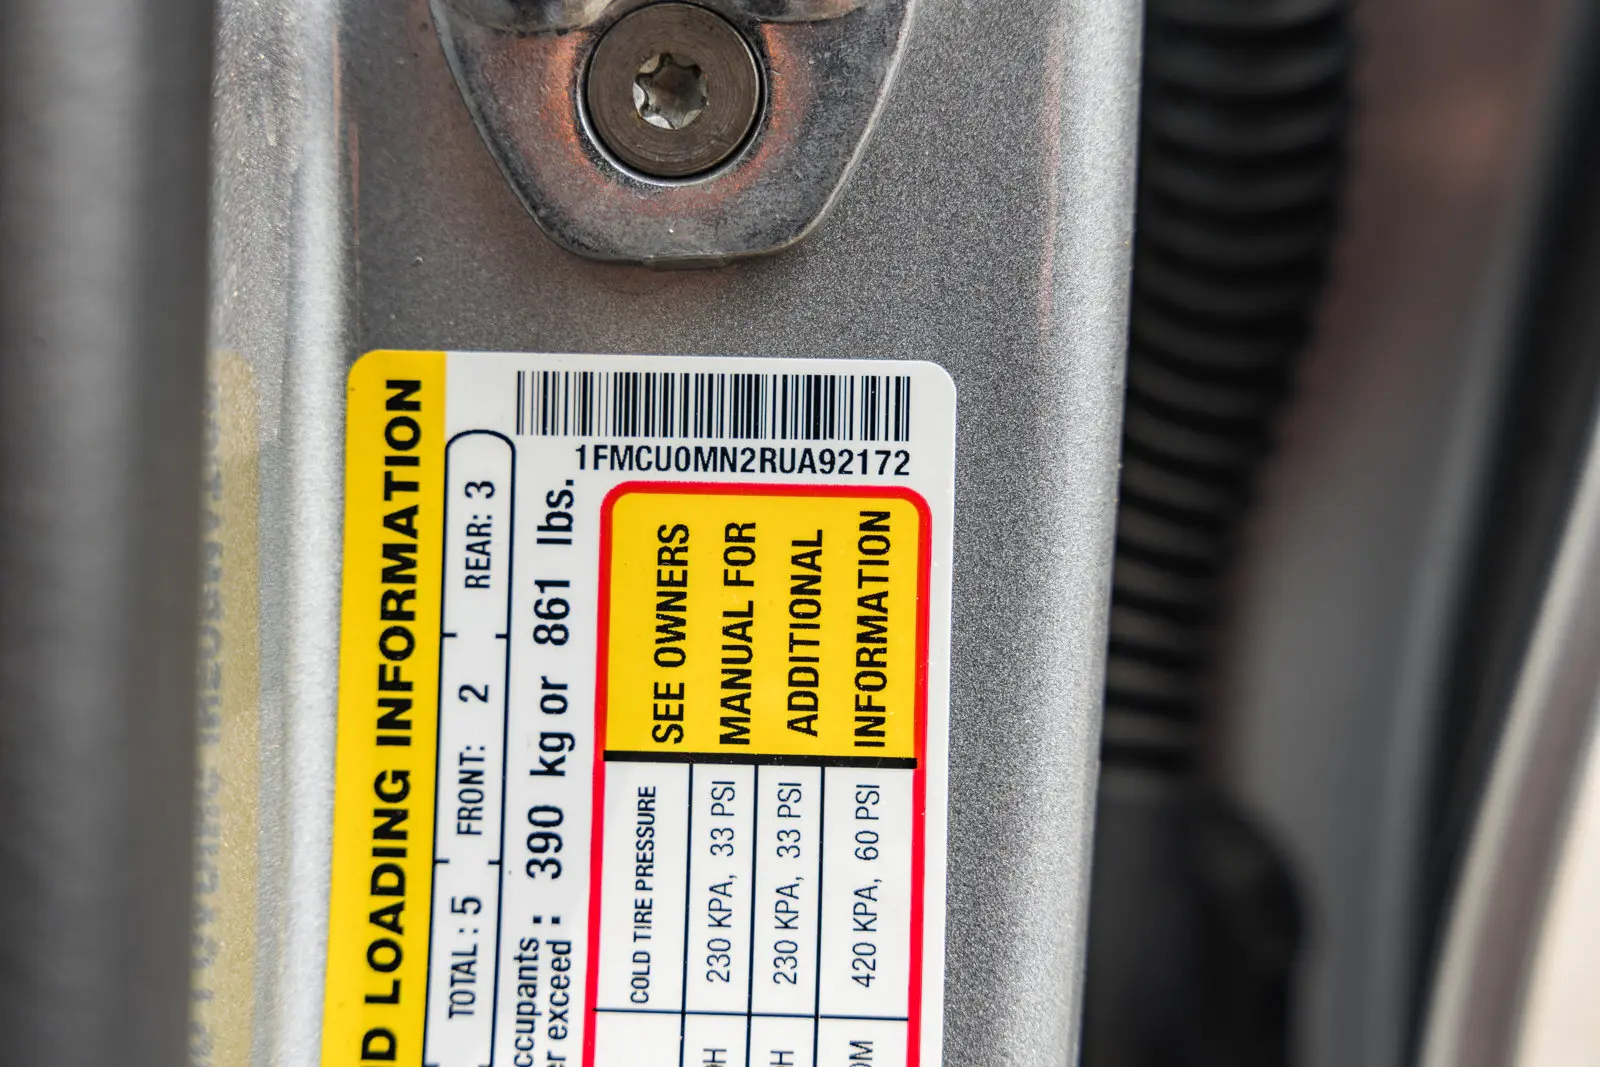 1FMCU0MN2RUA92172
D LOADING INFORMATION
TOTAL : 5 FRONT: 2 REAR: 3
ccupants :
r exceed : 390 kg or 861 lbs.
COLD TIRE PRESSURE
230 KPA, 33 PSI
230 KPA, 33 PSI
420 KPA, 60 PSI
SEE OWNERS
MANUAL FOR
ADDITIONAL
INFORMATION
H
H
0M